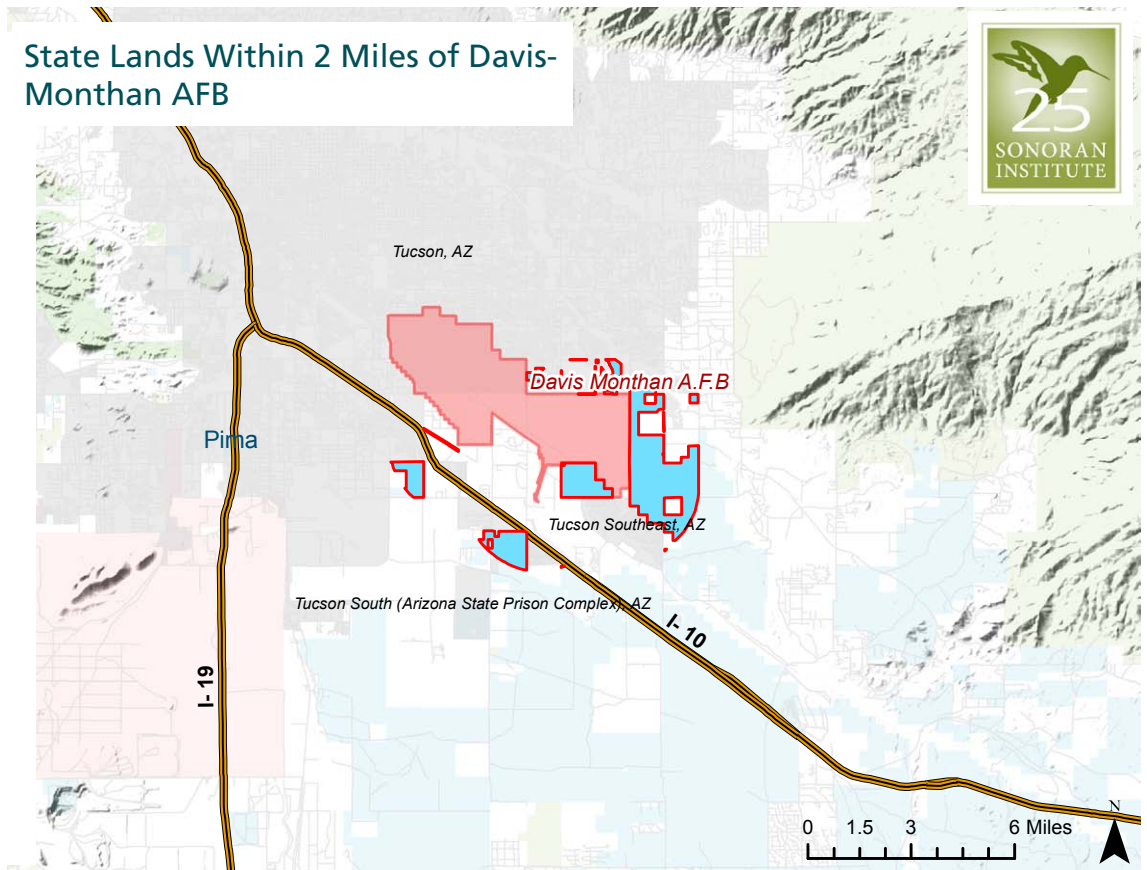 State Lands Within 2 Miles of Davis-
Monthan AFB
25
SONORAN
INSTITUTE
Tucson, AZ
Davis Monthan A.F.B
Pima
Tucson Southeast, AZ
Tucson South (Arizona State Prison Complex), AZ
I- 10
I- 19
N
0 1.5 3 6 Miles